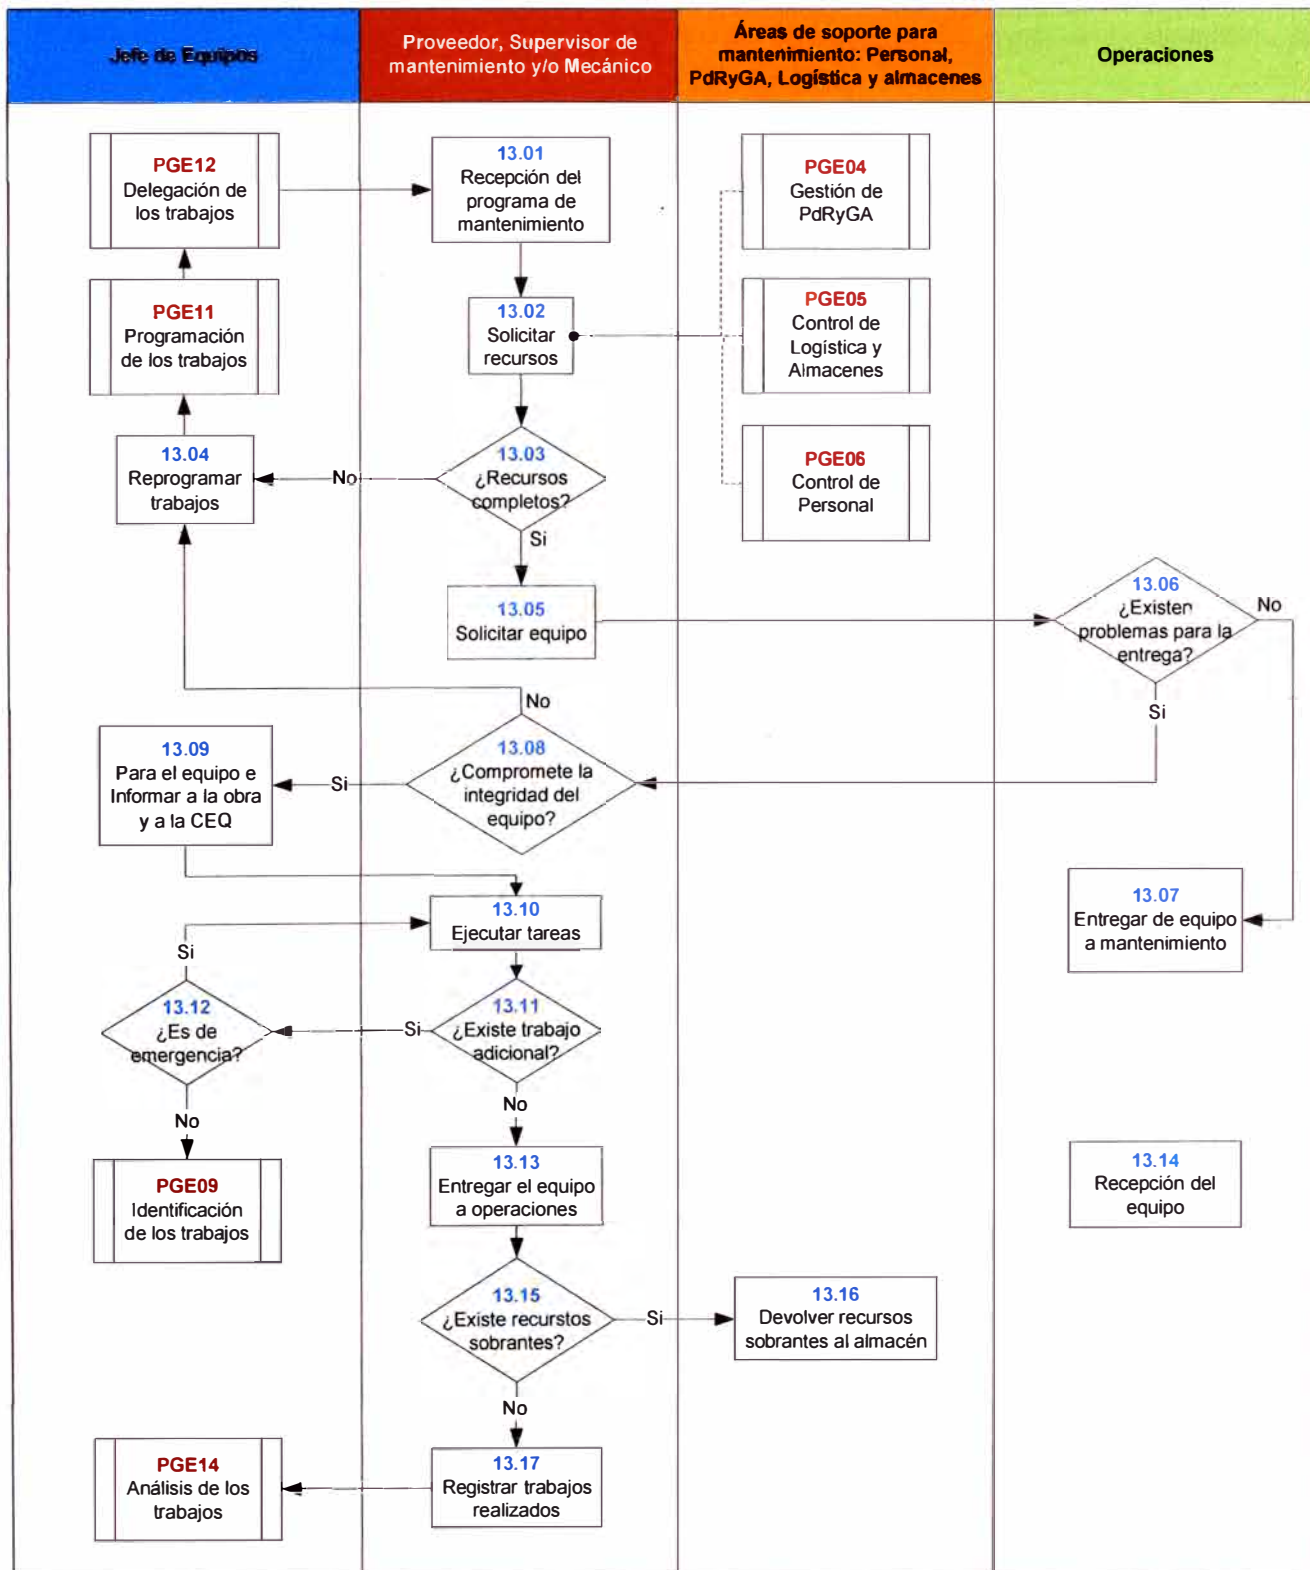 Jefe de Equipos
Proveedor, Supervisor de
mantenimiento y/o Mecánico
Áreas de soporte para
mantenimiento: Personal,
PdRyGA, Logística y almacenes
Operaciones
PGE12
Delegación de
los trabajos
13.01
Recepción del
programa de
mantenimiento
PGE04
Gestión de
PdRyGA
PGE11
Programación
de los trabajos
13.02
Solicitar
recursos
PGE05
Control de
Logística y
Almacenes
13.04
Reprogramar
trabajos
No
13.03
¿Recursos
completos?
Si
PGE06
Control de
Personal
13.05
Solicitar equipo
13.06
¿Existen
problemas para la
entrega?
No
Si
No
13.09
Para el equipo e
Informar a la obra
y a la CEQ
Si
13.08
¿Compromete la
integridad del
equipo?
13.07
Entregar de equipo
a mantenimiento
13.10
Ejecutar tareas
Si
13.12
¿Es de
emergencia?
Si
13.11
¿Existe trabajo
adicional?
No
No
PGE09
Identificación
de los trabajos
13.13
Entregar el equipo
a operaciones
13.14
Recepción del
equipo
13.15
¿Existe recurstos
sobrantes?
Si
13.16
Devolver recursos
sobrantes al almacén
No
PGE14
Análisis de los
trabajos
13.17
Registrar trabajos
realizados